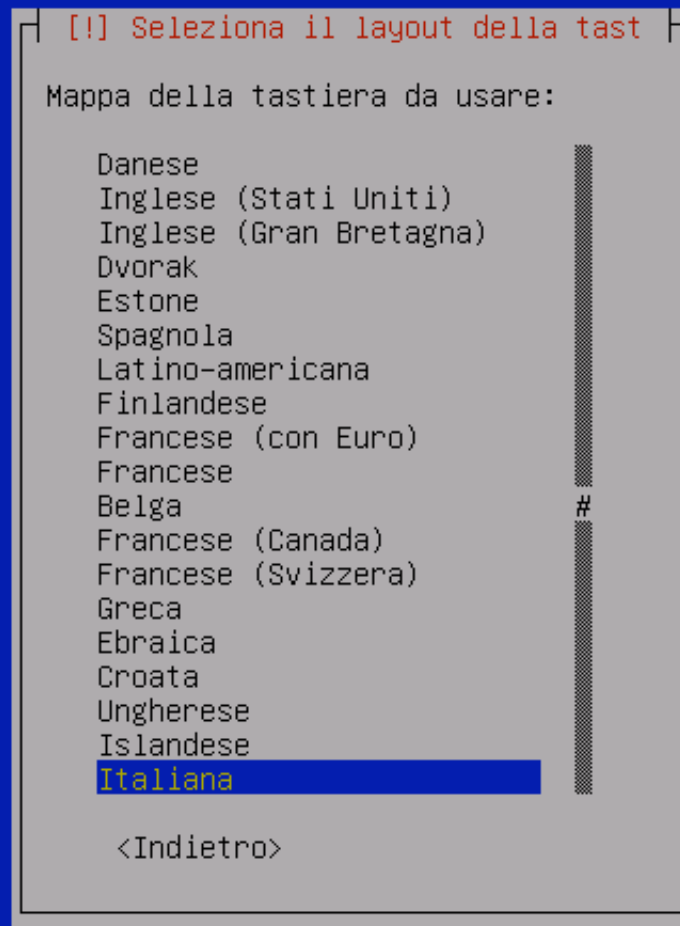 [!] Seleziona il layout della tast
Mappa della tastiera da usare:
Danese
Inglese (Stati Uniti)
Inglese (Gran Bretagna)
Dvorak
Estone
Spagnola
Latino-americana
Finlandese
Francese (con Euro)
Francese
Belga #
Francese (Canada)
Francese (Svizzera)
Greca
Ebraica
Croata
Ungherese
Islandese
Italiana
<Indietro>